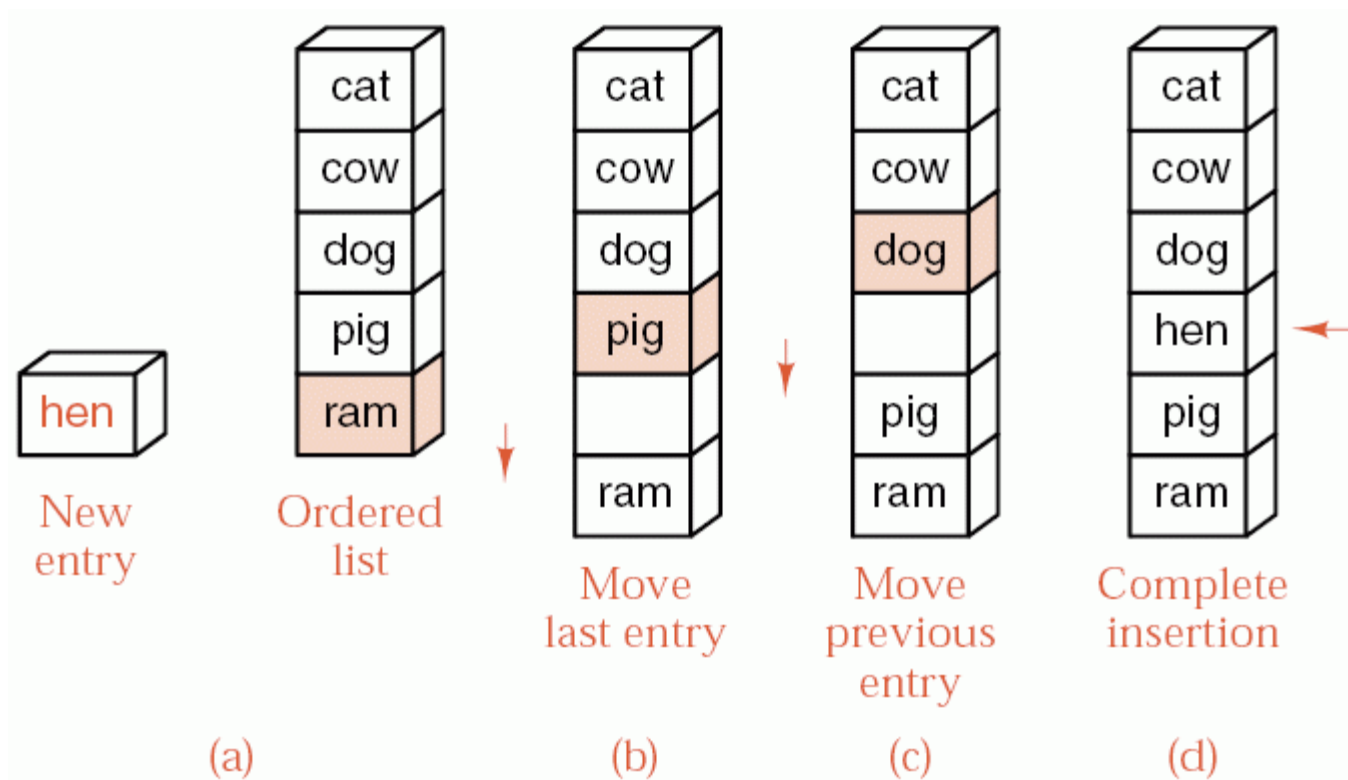 hen
New
entry
cat
cow
dog
pig
ram
Ordered
list
cat
cow
dog
pig
ram
Move
last entry
cat
cow
dog
pig
ram
Move
previous
entry
cat
cow
dog
hen
pig
ram
Complete
insertion
(a)
(b)
(c)
(d)